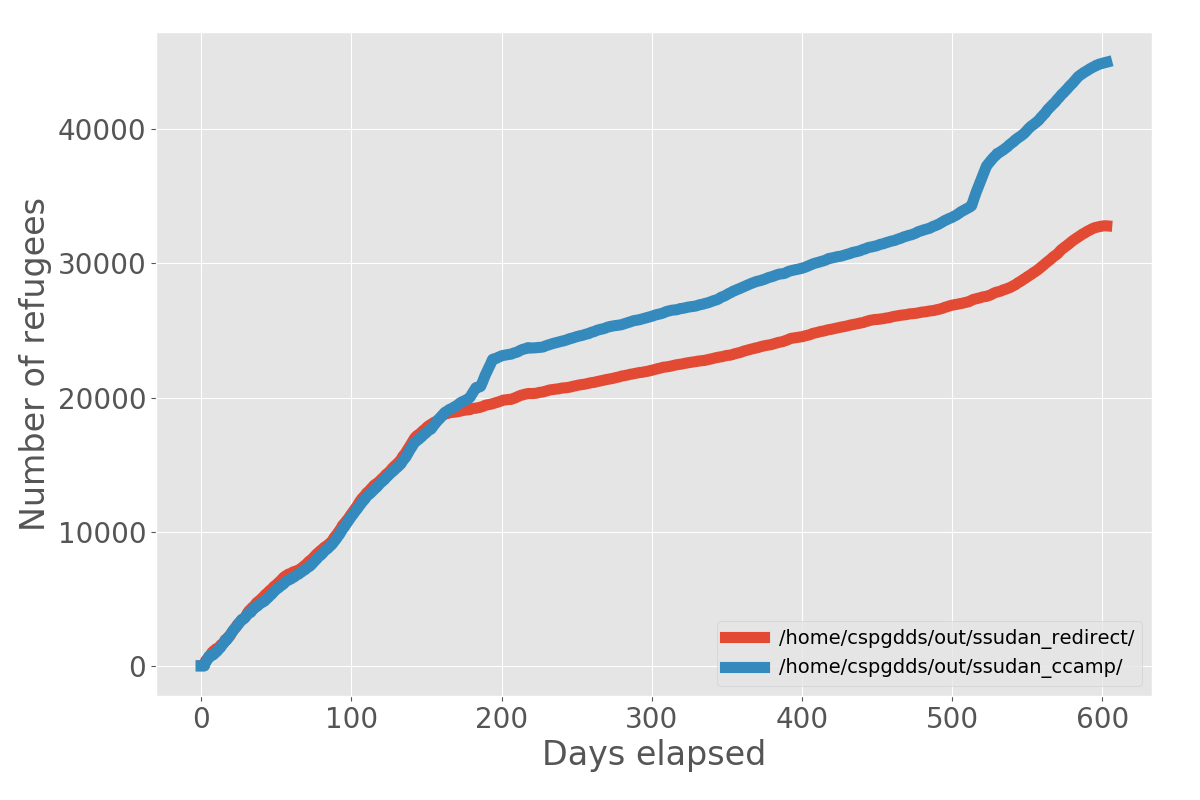 40000
30000
20000
10000
0
Number of refugees
/home/cspgdds/out/ssudan_redirect/
/home/cspgdds/out/ssudan_ccamp/
0 100 200 300 400 500 600
Days elapsed